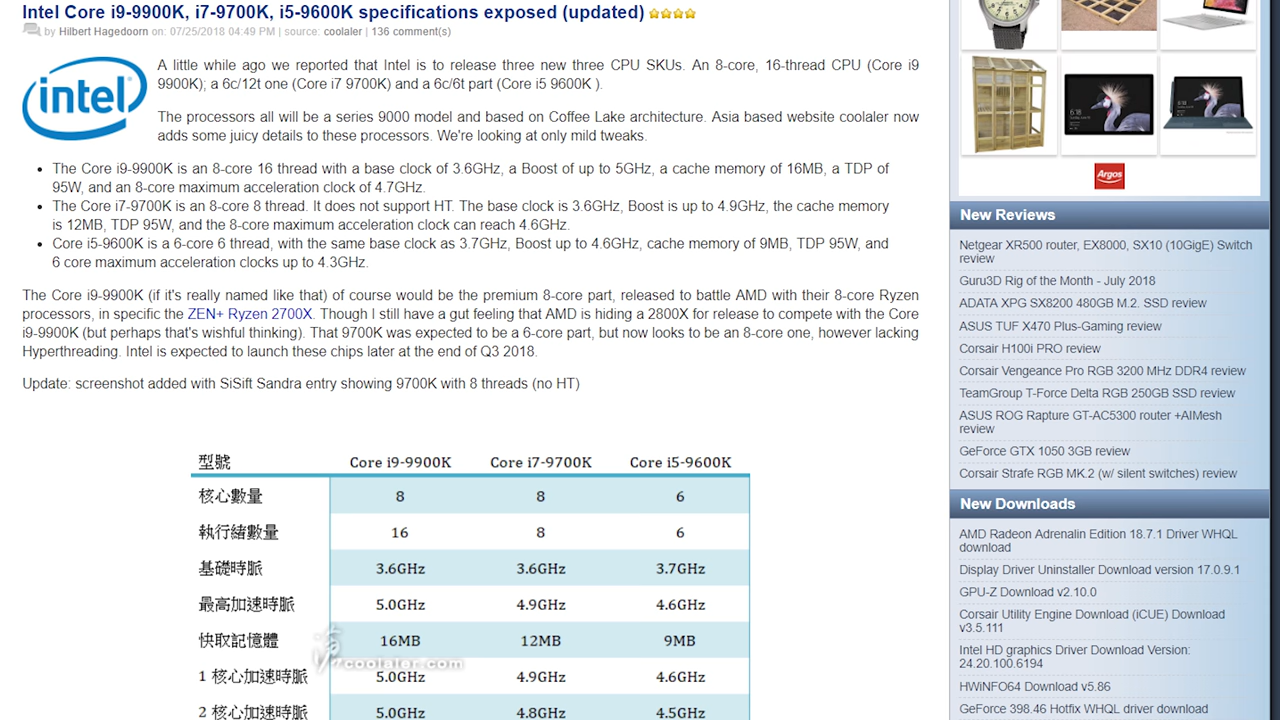 Intel Core i9-9900K, i7-9700K, i5-9600K specifications exposed (updated)
by Hilbert Hagedoorn on: 07/25/2018 04:49 PM | source: coolaler | 136 comment(s)
intel
A little while ago we reported that Intel is to release three new three CPU SKUs. An 8-core, 16-thread CPU (Core i9
9900K); a 6c/12t one (Core i7 9700K) and a 6c/6t part (Core i5 9600K ).
The processors all will be a series 9000 model and based on Coffee Lake architecture. Asia based website coolaler now
adds some juicy details to these processors. We're looking at only mild tweaks.
• The Core i9-9900K is an 8-core 16 thread with a base clock of 3.6GHz, a Boost of up to 5GHz, a cache memory of 16MB, a TDP of
95W, and an 8-core maximum acceleration clock of 4.7GHz.
• The Core i7-9700K is an 8-core 8 thread. It does not support HT. The base clock is 3.6GHz, Boost is up to 4.9GHz, the cache memory
is 12MB, TDP 95W, and the 8-core maximum acceleration clock can reach 4.6GHz.
• Core i5-9600K is a 6-core 6 thread, with the same base clock as 3.7GHz, Boost up to 4.6GHz, cache memory of 9MB, TDP 95W, and
6 core maximum acceleration clocks up to 4.3GHz.
The Core i9-9900K (if it's really named like that) of course would be the premium 8-core part, released to battle AMD with their 8-core Ryzen
processors, in specific the ZEN+ Ryzen 2700X. Though I still have a gut feeling that AMD is hiding a 2800X for release to compete with the Core
i9-9900K (but perhaps that's wishful thinking). That 9700K was expected to be a 6-core part, but now looks to be an 8-core one, however lacking
Hyperthreading. Intel is expected to launch these chips later at the end of Q3 2018.
Update: screenshot added with SiSift Sandra entry showing 9700K with 8 threads (no HT)
型號 Core i9-9900K Core i7-9700K Core i5-9600K
核心數量 8 8 6
執行緒數量 16 8 6
基礎時脈 3.6GHz 3.6GHz 3.7GHz
最高加速時脈 5.0GHz 4.9GHz 4.6GHz
快取記憶體 16MB 12MB 9MB
coolaler.com
1 核心加速時脈 5.0GHz 4.9GHz 4.6GHz
2 核心加速時脈 5.0GHz 4.8GHz 4.5GHz
Argos
New Reviews
Netgear XR500 router, EX8000, SX10 (10GigE) Switch
review
Guru3D Rig of the Month - July 2018
ADATA XPG SX8200 480GB M.2. SSD review
ASUS TUF X470 Plus-Gaming review
Corsair H100i PRO review
Corsair Vengeance Pro RGB 3200 MHz DDR4 review
TeamGroup T-Force Delta RGB 250GB SSD review
ASUS ROG Rapture GT-AC5300 router +AIMesh
review
GeForce GTX 1050 3GB review
Corsair Strafe RGB MK.2 (w/ silent switches) review
New Downloads
AMD Radeon Adrenalin Edition 18.7.1 Driver WHQL
download
Display Driver Uninstaller Download version 17.0.9.1
GPU-Z Download v2.10.0
Corsair Utility Engine Download (iCUE) Download
v3.5.111
Intel HD graphics Driver Download Version:
24.20.100.6194
HWiNFO64 Download v5.86
GeForce 398.46 Hotfix WHQL driver download